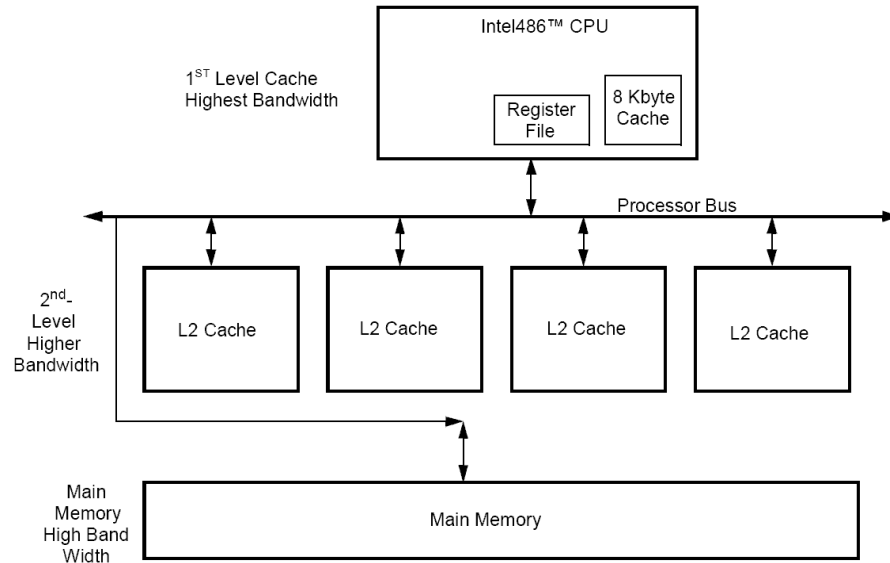 Intel486™ CPU
1ST Level Cache
Highest Bandwidth
Register
File
8 Kbyte
Cache
Processor Bus
2nd-
Level
Higher
Bandwidth
L2 Cache
L2 Cache
L2 Cache
L2 Cache
Main
Memory
High Band
Width
Main Memory